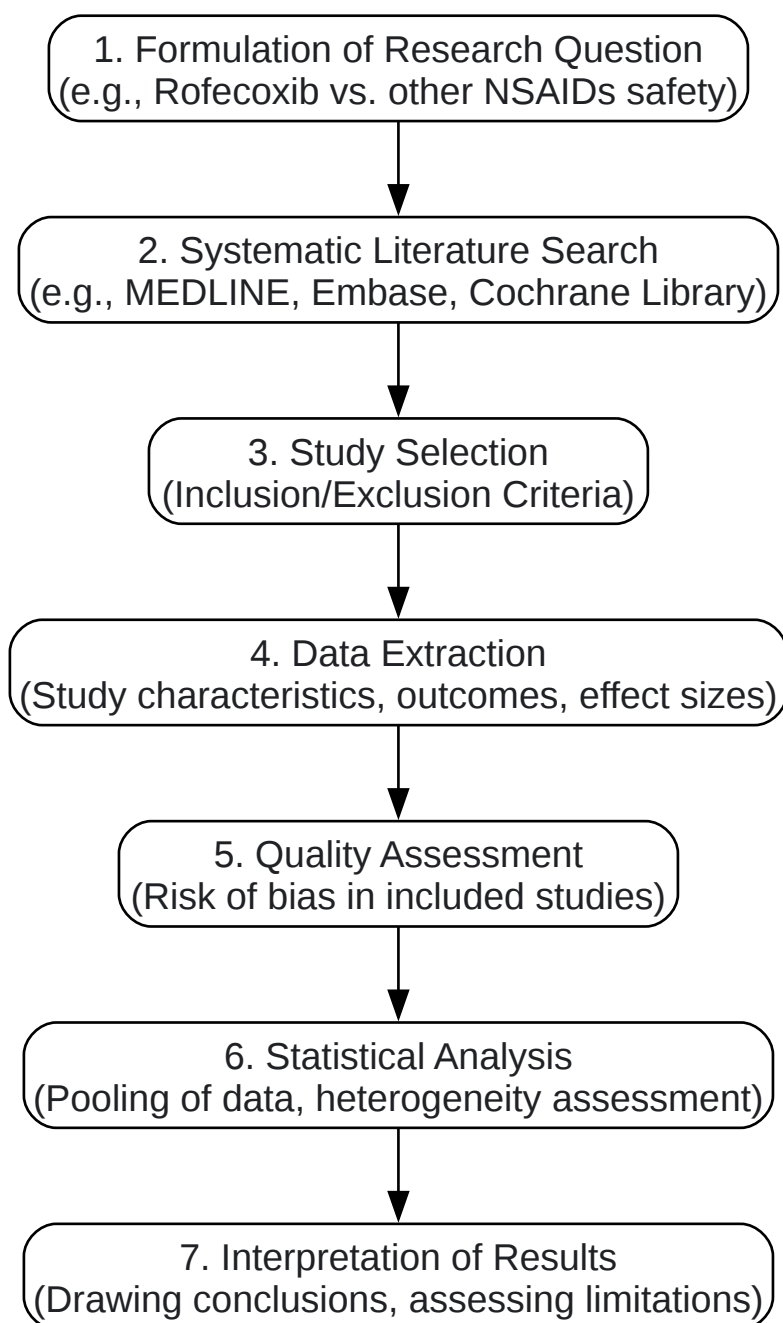 1. Formulation of Research Question
(e.g., Rofecoxib vs. other NSAIDs safety)
2. Systematic Literature Search
(e.g., MEDLINE, Embase, Cochrane Library)
3. Study Selection
(Inclusion/Exclusion Criteria)
4. Data Extraction
(Study characteristics, outcomes, effect sizes)
5. Quality Assessment
(Risk of bias in included studies)
6. Statistical Analysis
(Pooling of data, heterogeneity assessment)
7. Interpretation of Results
(Drawing conclusions, assessing limitations)